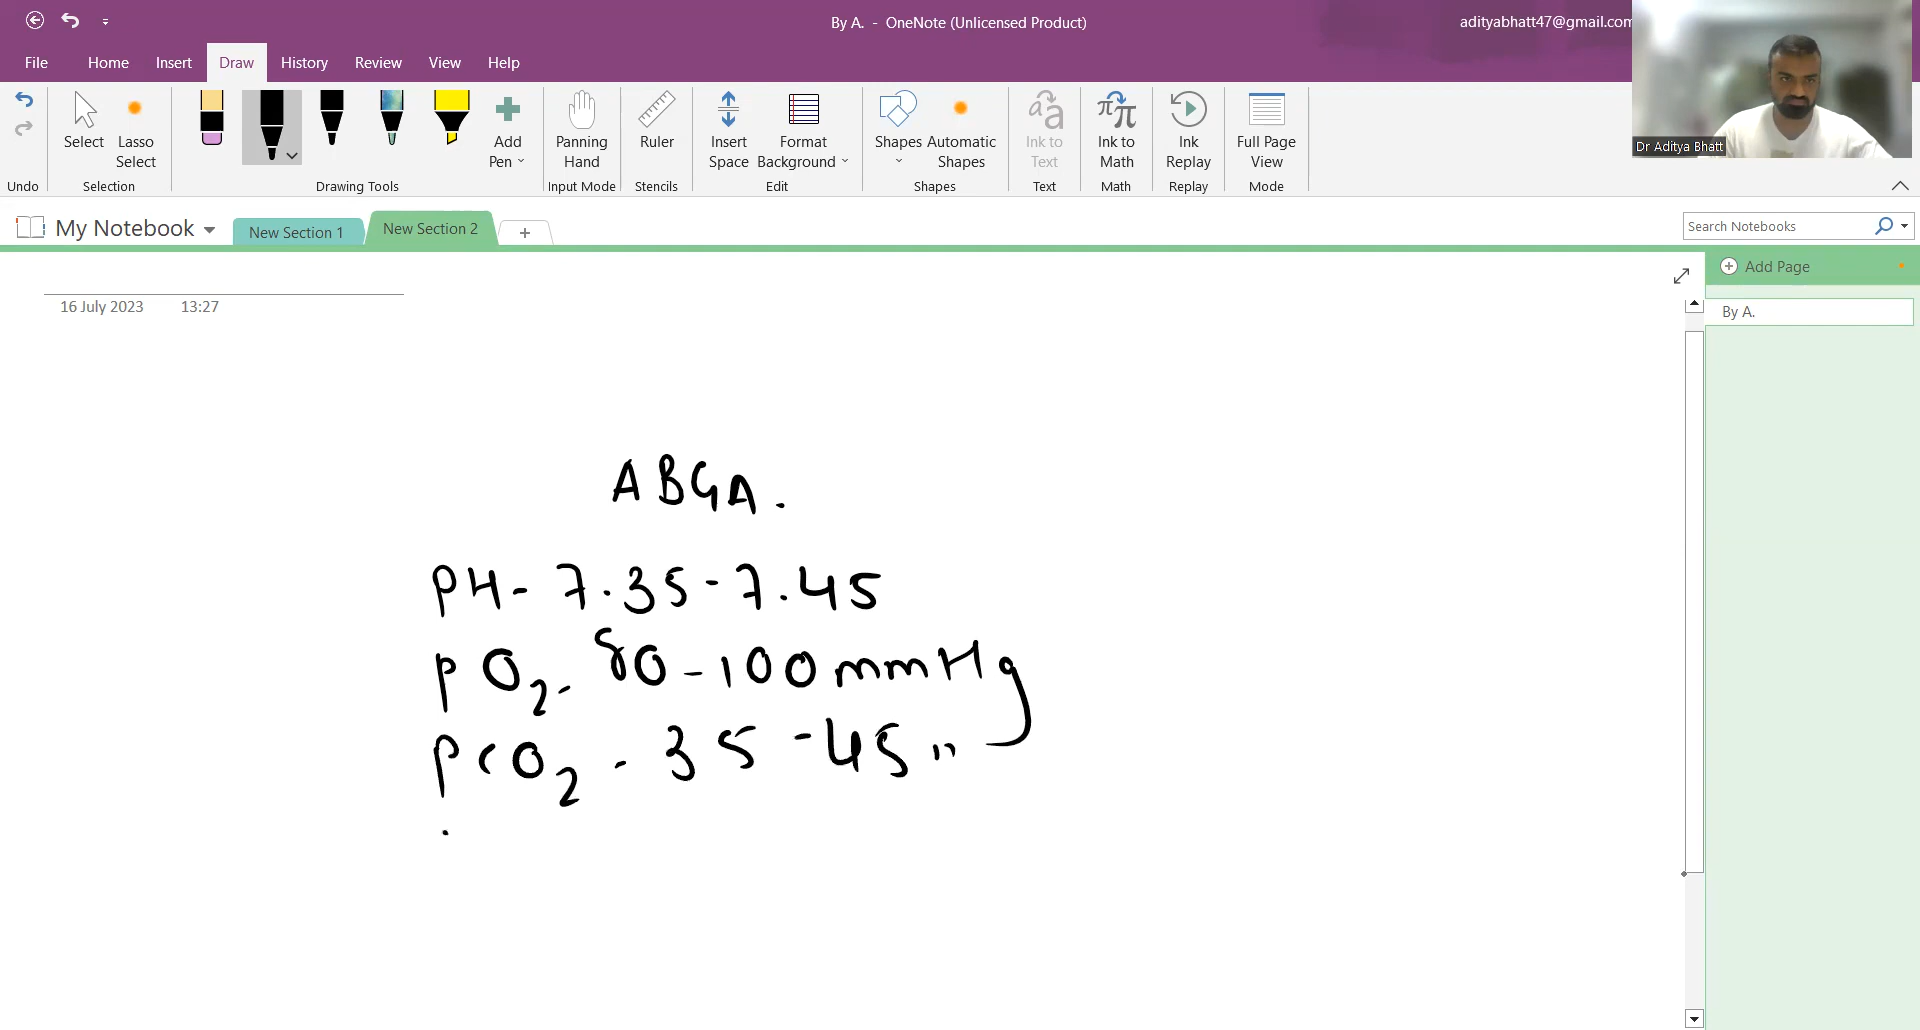 By A. - OneNote (Unlicensed Product)
adityabhatt47@gmail.com
File Home Insert Draw History Review View Help
Select
Lasso Select
Add Pen
Panning Hand
Ruler
Insert Space
Format Background
Shapes
Automatic Shapes
Ink to Text
Ink to Math
Ink Replay
Full Page View
Dr Aditya Bhatt
Undo Selection Drawing Tools Input Mode Stencils Edit Shapes Text Math Replay Mode
My Notebook New Section 1 New Section 2 +
Search Notebooks
Add Page
By A.
16 July 2023 13:27
ABGA.
PH- 7.35-7.45
PO2- 80-100 mmHg
PCO2 - 35-45 "